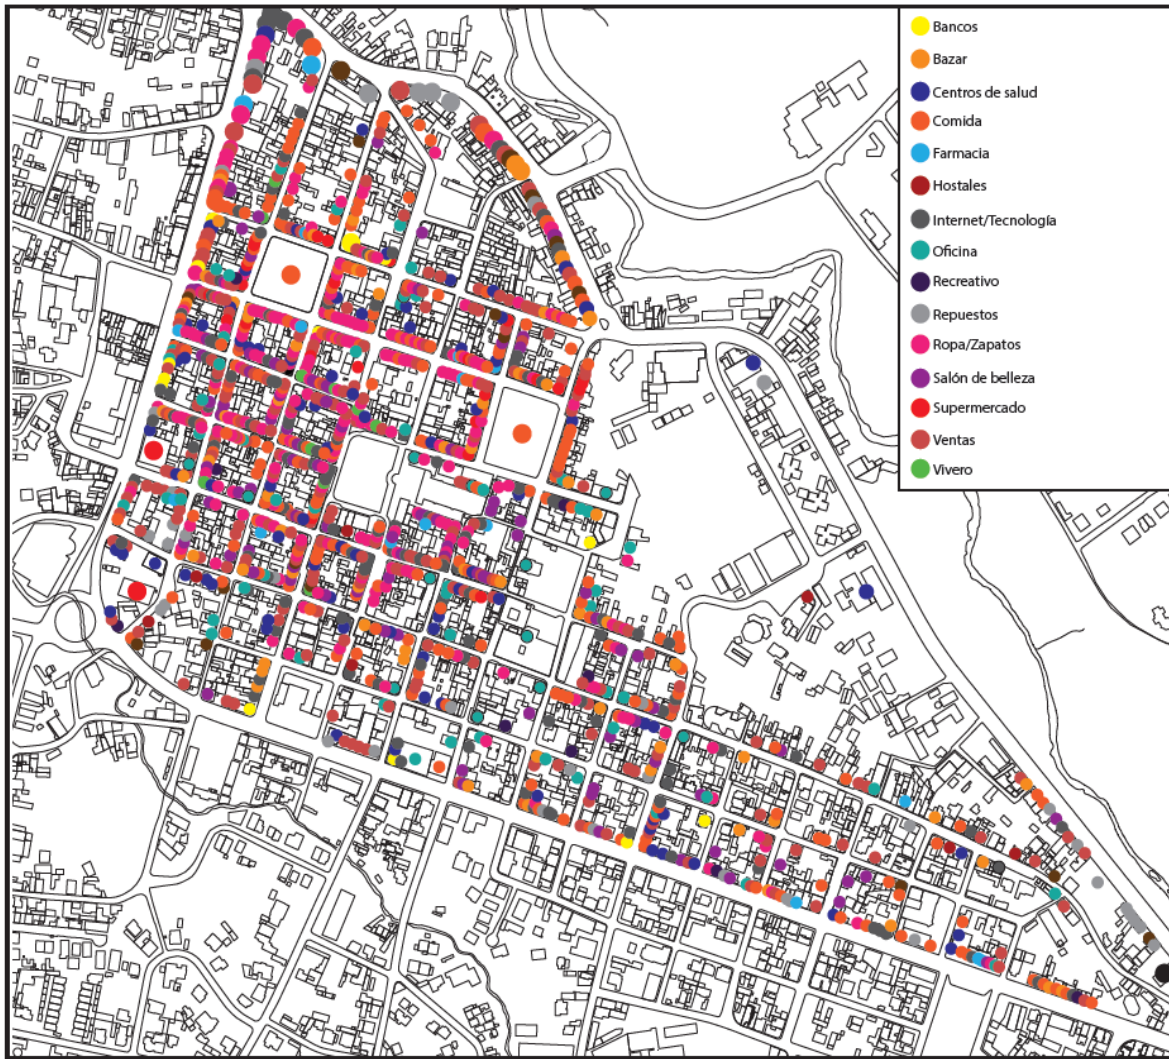 Bancos
Bazar
Centros de salud
Comida
Farmacia
Hostales
Internet/Tecnología
Oficina
Recreativo
Repuestos
Ropa/Zapatos
Salón de belleza
Supermercado
Ventas
Vivero